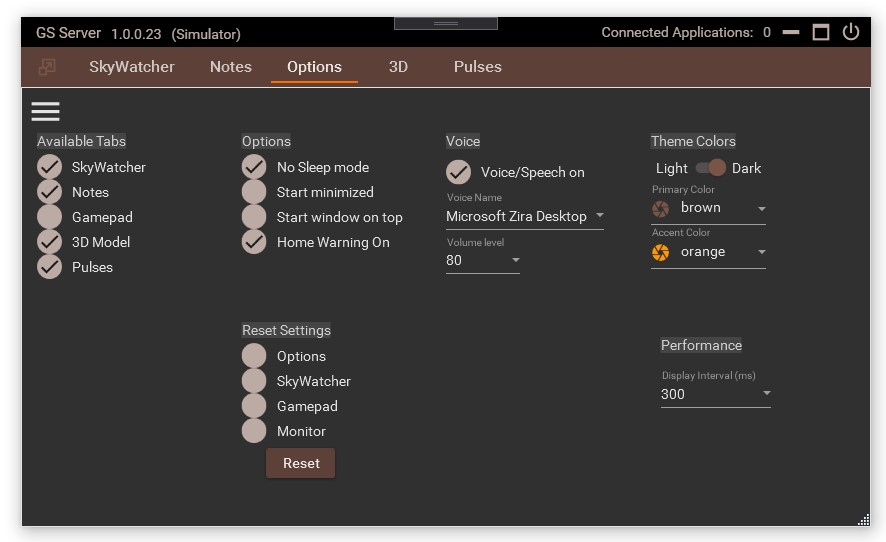 GS Server 1.0.0.23 (Simulator)
Connected Applications: 0
SkyWatcher Notes Options 3D Pulses
Available Tabs
SkyWatcher
Notes
Gamepad
3D Model
Pulses
Options
No Sleep mode
Start minimized
Start window on top
Home Warning On
Voice
Voice/Speech on
Voice Name
Microsoft Zira Desktop
Volume level
80
Theme Colors
Light Dark
Primary Color
brown
Accent Color
orange
Reset Settings
Options
SkyWatcher
Gamepad
Monitor
Reset
Performance
Display Interval (ms)
300